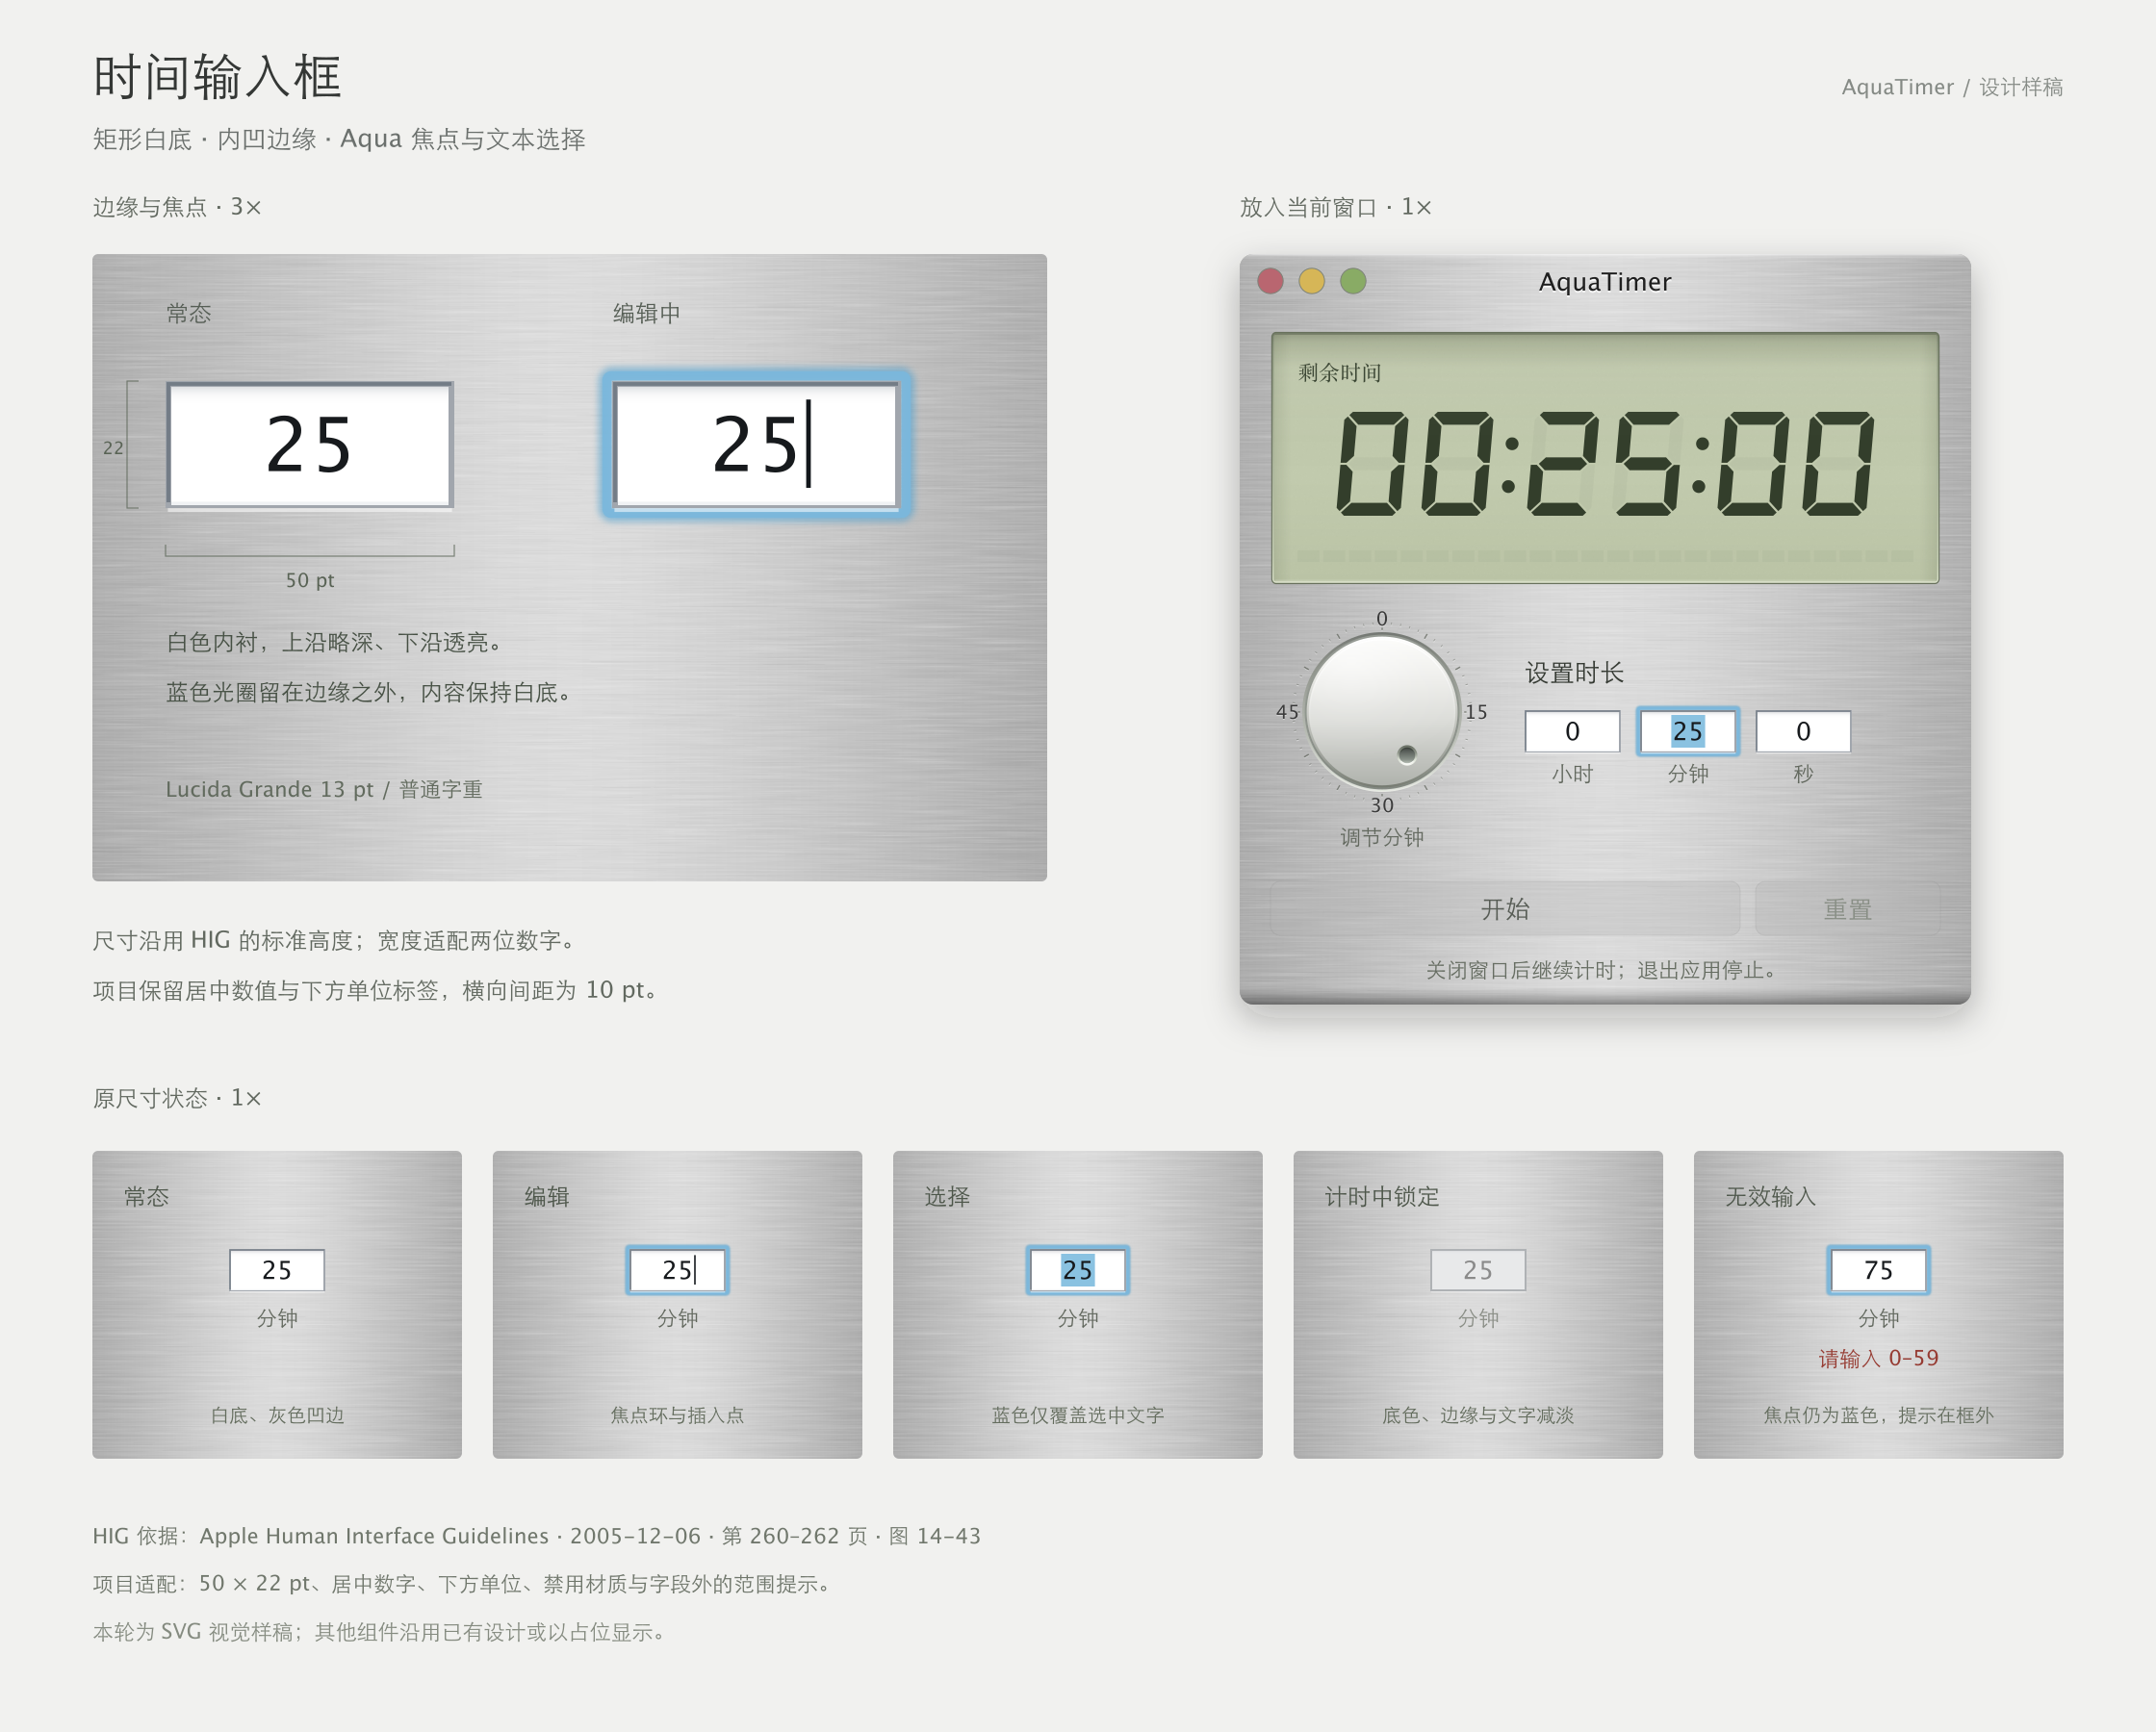 时间输入框
AquaTimer / 设计样稿
矩形白底 · 内凹边缘 · Aqua 焦点与文本选择
边缘与焦点 · 3×
常态
编辑中
22
25
25
50 pt
白色内衬，上沿略深、下沿透亮。
蓝色光圈留在边缘之外，内容保持白底。
Lucida Grande 13 pt / 普通字重
尺寸沿用 HIG 的标准高度；宽度适配两位数字。
项目保留居中数值与下方单位标签，横向间距为 10 pt。
放入当前窗口 · 1×
AquaTimer
剩余时间
00:25:00
0
45
15
30
调节分钟
设置时长
0
25
0
小时
分钟
秒
开始
重置
关闭窗口后继续计时；退出应用停止。
原尺寸状态 · 1×
常态
25
分钟
白底、灰色凹边
编辑
25
分钟
焦点环与插入点
选择
25
分钟
蓝色仅覆盖选中文字
计时中锁定
25
分钟
底色、边缘与文字减淡
无效输入
75
分钟
请输入 0–59
焦点仍为蓝色，提示在框外
HIG 依据：Apple Human Interface Guidelines · 2005-12-06 · 第 260–262 页 · 图 14-43
项目适配：50 × 22 pt、居中数字、下方单位、禁用材质与字段外的范围提示。
本轮为 SVG 视觉样稿；其他组件沿用已有设计或以占位显示。